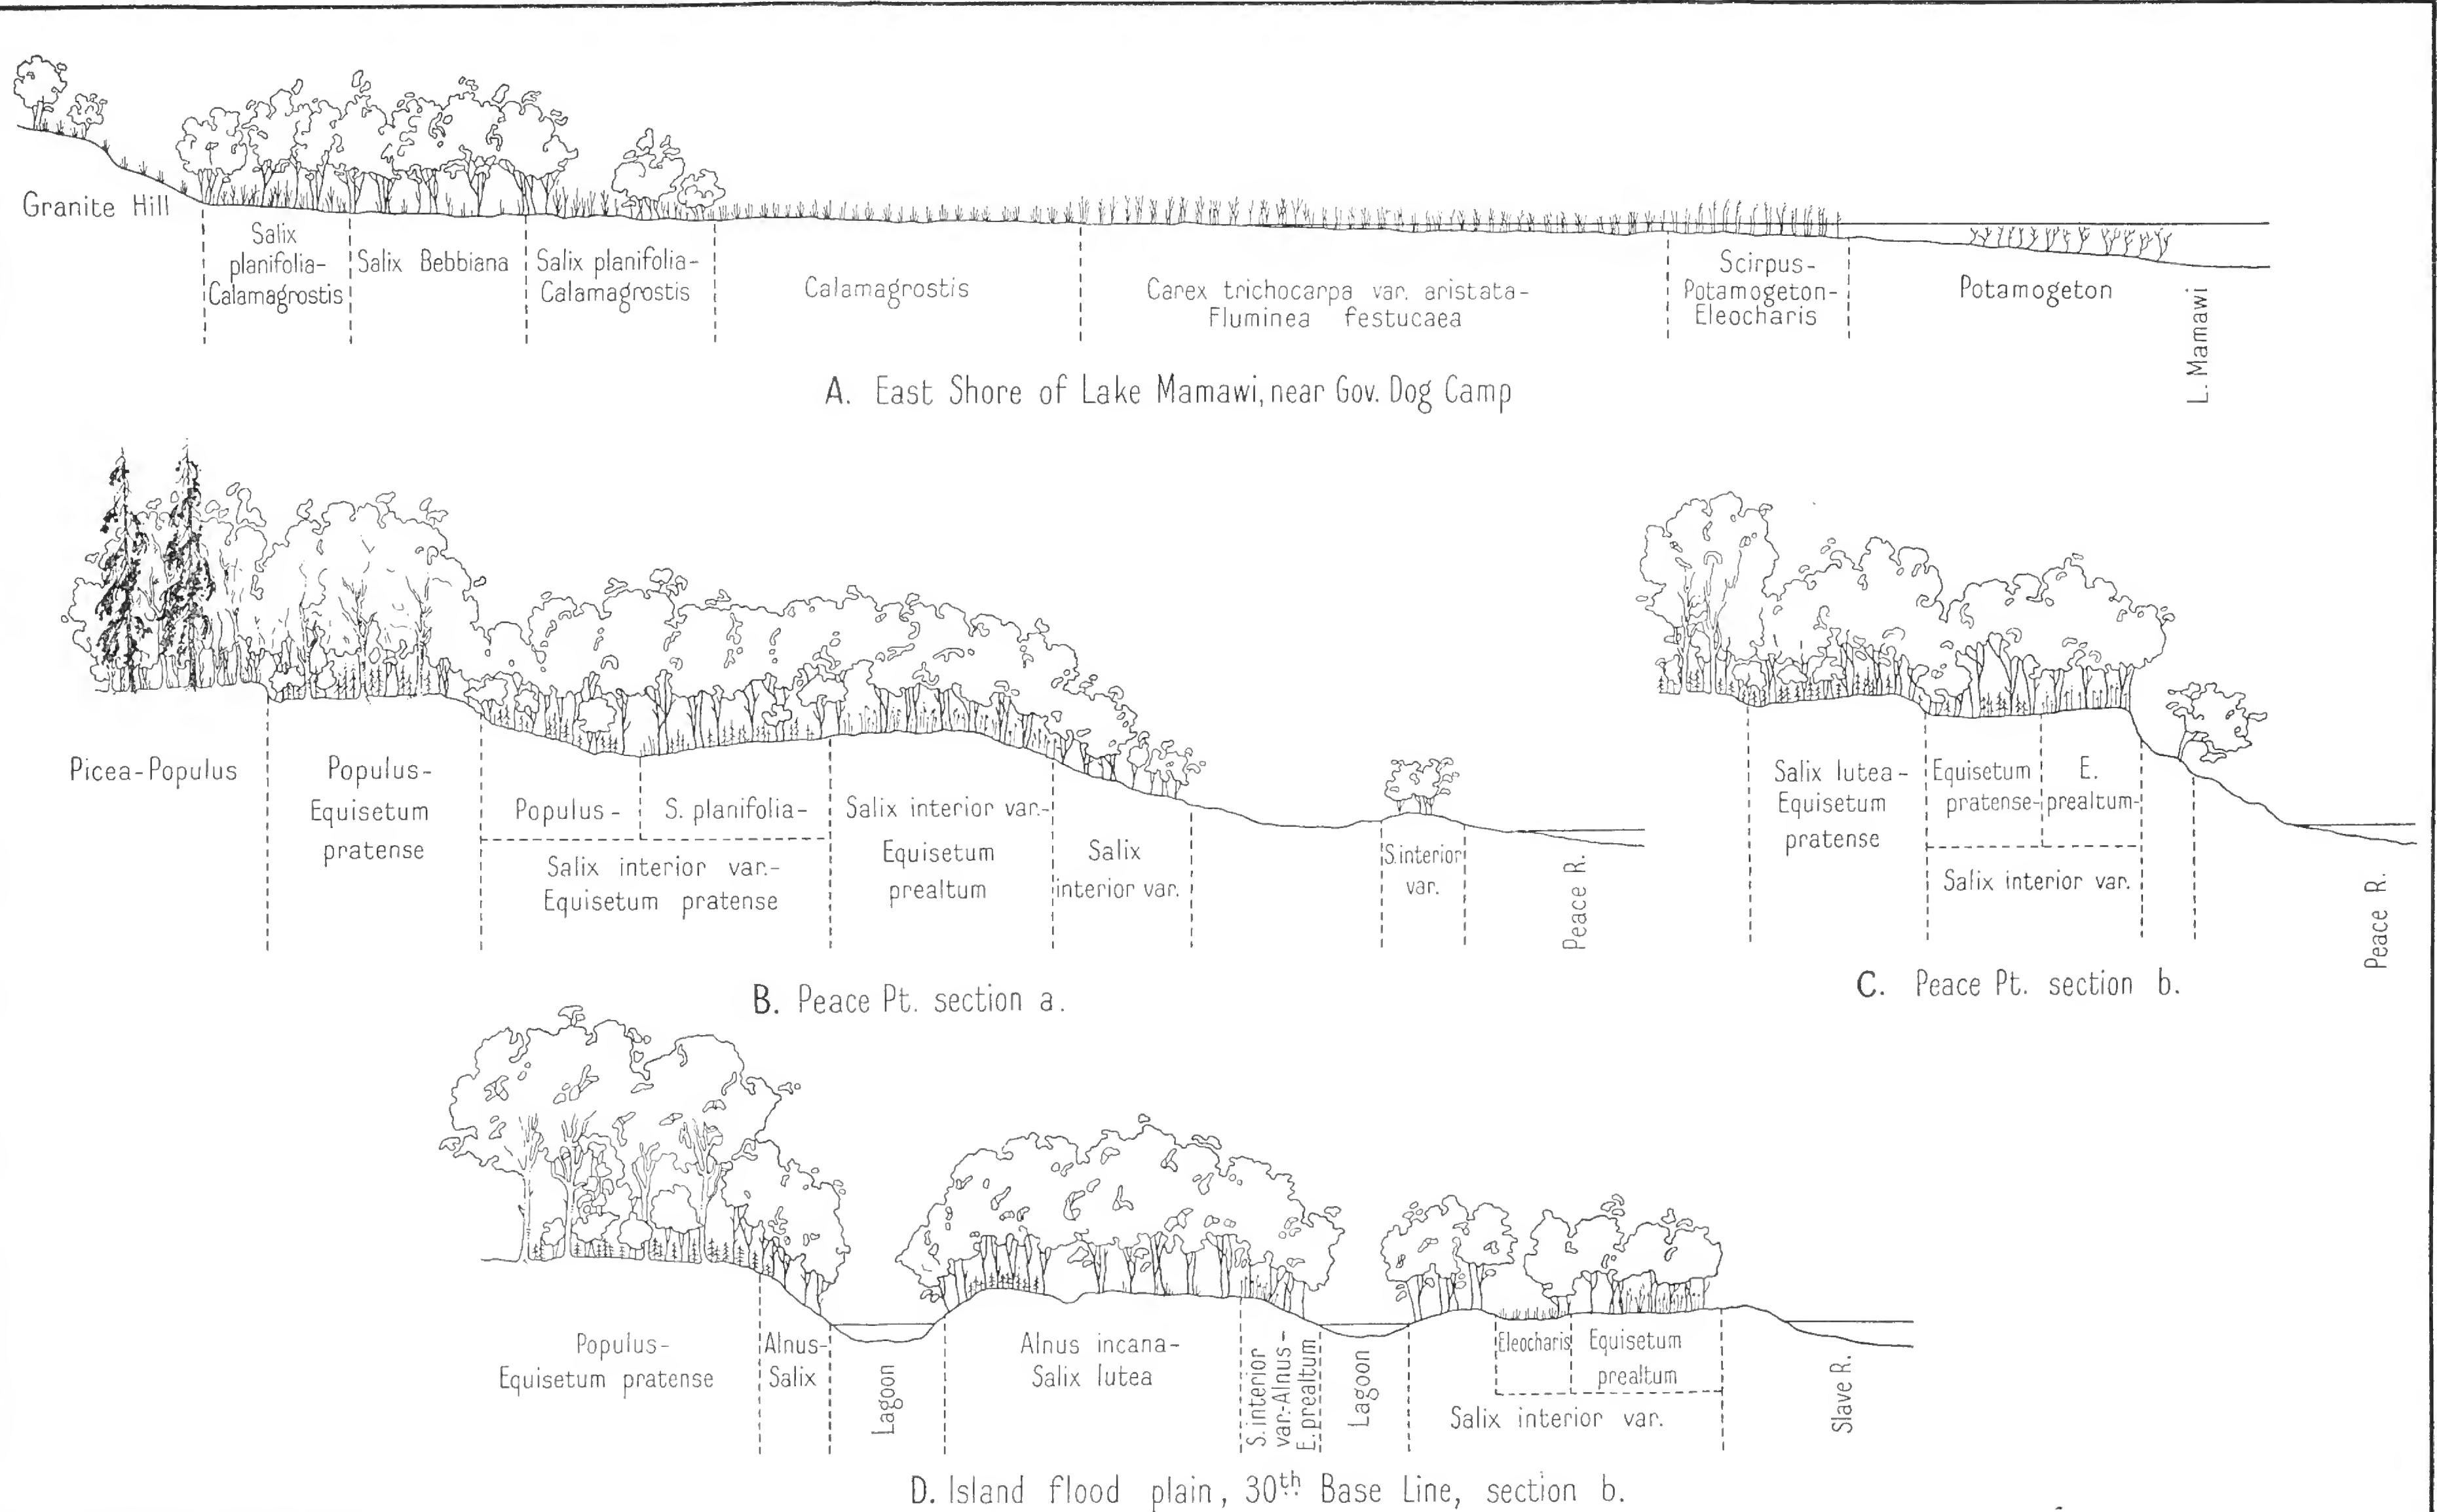 Granite Hill
Salix
planifolia-
Calamagrostis
Salix Bebbiana
Salix planifolia-
Calamagrostis
Calamagrostis
Carex trichocarpa var. aristata-
Fluminea festucaea
Scirpus-
Potamogeton-
Eleocharis
Potamogeton
L. Mamawi
A. East Shore of Lake Mamawi, near Gov. Dog Camp
Picea-Populus
Populus-
Equisetum
pratense
Populus-
S. planifolia-
Salix interior var.-
Equisetum pratense
Salix interior var.-
Equisetum
prealtum
Salix
interior var.
S. interior
var.
Peace R.
B. Peace Pt. section a.
Salix lutea-
Equisetum
pratense
Equisetum
pratense-
E.
prealtum-
Salix interior var.
Peace R.
C. Peace Pt. section b.
Populus-
Equisetum pratense
Alnus-
Salix
Lagoon
Alnus incana-
Salix lutea
S. interior
var.-Alnus-
E. prealtum
Lagoon
Eleocharis
Equisetum
prealtum
Salix interior var.
Slave R.
D. Island flood plain, 30th Base Line, section b.